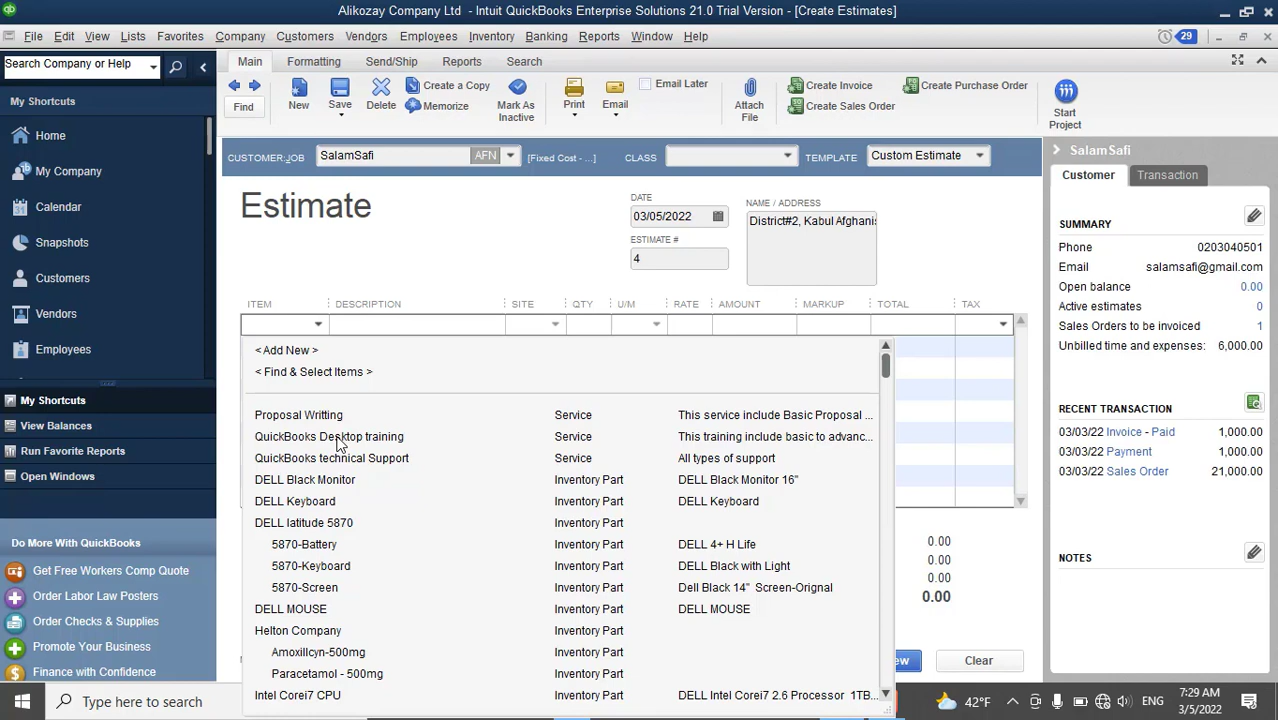 Alikozay Company Ltd - Intuit QuickBooks Enterprise Solutions 21.0 Trial Version - [Create Estimates]
File Edit View Lists Favorites Company Customers Vendors Employees Inventory Banking Reports Window Help 29
Search Company or Help
Main Formatting Send/Ship Reports Search
Find New Save Delete Create a Copy Memorize Mark As Inactive Print Email Email Later Attach File Create Invoice Create Sales Order Create Purchase Order Start Project
My Shortcuts
Home
My Company
Calendar
Snapshots
Customers
Vendors
Employees
My Shortcuts
View Balances
Run Favorite Reports
Open Windows
Do More With QuickBooks
Get Free Workers Comp Quote
Order Labor Law Posters
Order Checks & Supplies
Promote Your Business
Finance with Confidence
CUSTOMER:JOB SalamSafi AFN [Fixed Cost - ...] CLASS TEMPLATE Custom Estimate
Estimate
DATE
03/05/2022
ESTIMATE #
4
NAME / ADDRESS
District#2, Kabul Afghanis
ITEM DESCRIPTION SITE QTY U/M RATE AMOUNT MARKUP TOTAL TAX
< Add New >
< Find & Select Items >
Proposal Writting Service This service include Basic Proposal ...
QuickBooks Desktop training Service This training include basic to advanc...
QuickBooks technical Support Service All types of support
DELL Black Monitor Inventory Part DELL Black Monitor 16"
DELL Keyboard Inventory Part DELL Keyboard
DELL latitude 5870 Inventory Part
5870-Battery Inventory Part DELL 4+ H Life
5870-Keyboard Inventory Part DELL Black with Light
5870-Screen Inventory Part Dell Black 14" Screen-Orignal
DELL MOUSE Inventory Part DELL MOUSE
Helton Company Inventory Part
Amoxillcyn-500mg Inventory Part
Paracetamol - 500mg Inventory Part
Intel Corei7 CPU Inventory Part DELL Intel Corei7 2.6 Processor 1TB...
0.00
0.00
0.00
0.00
ew Clear
SalamSafi
Customer Transaction
SUMMARY
Phone 0203040501
Email salamsafi@gmail.com
Open balance 0.00
Active estimates 0
Sales Orders to be invoiced 1
Unbilled time and expenses: 6,000.00
RECENT TRANSACTION
03/03/22 Invoice - Paid 1,000.00
03/03/22 Payment 1,000.00
03/03/22 Sales Order 21,000.00
NOTES
Type here to search
42°F ENG 7:29 AM
3/5/2022